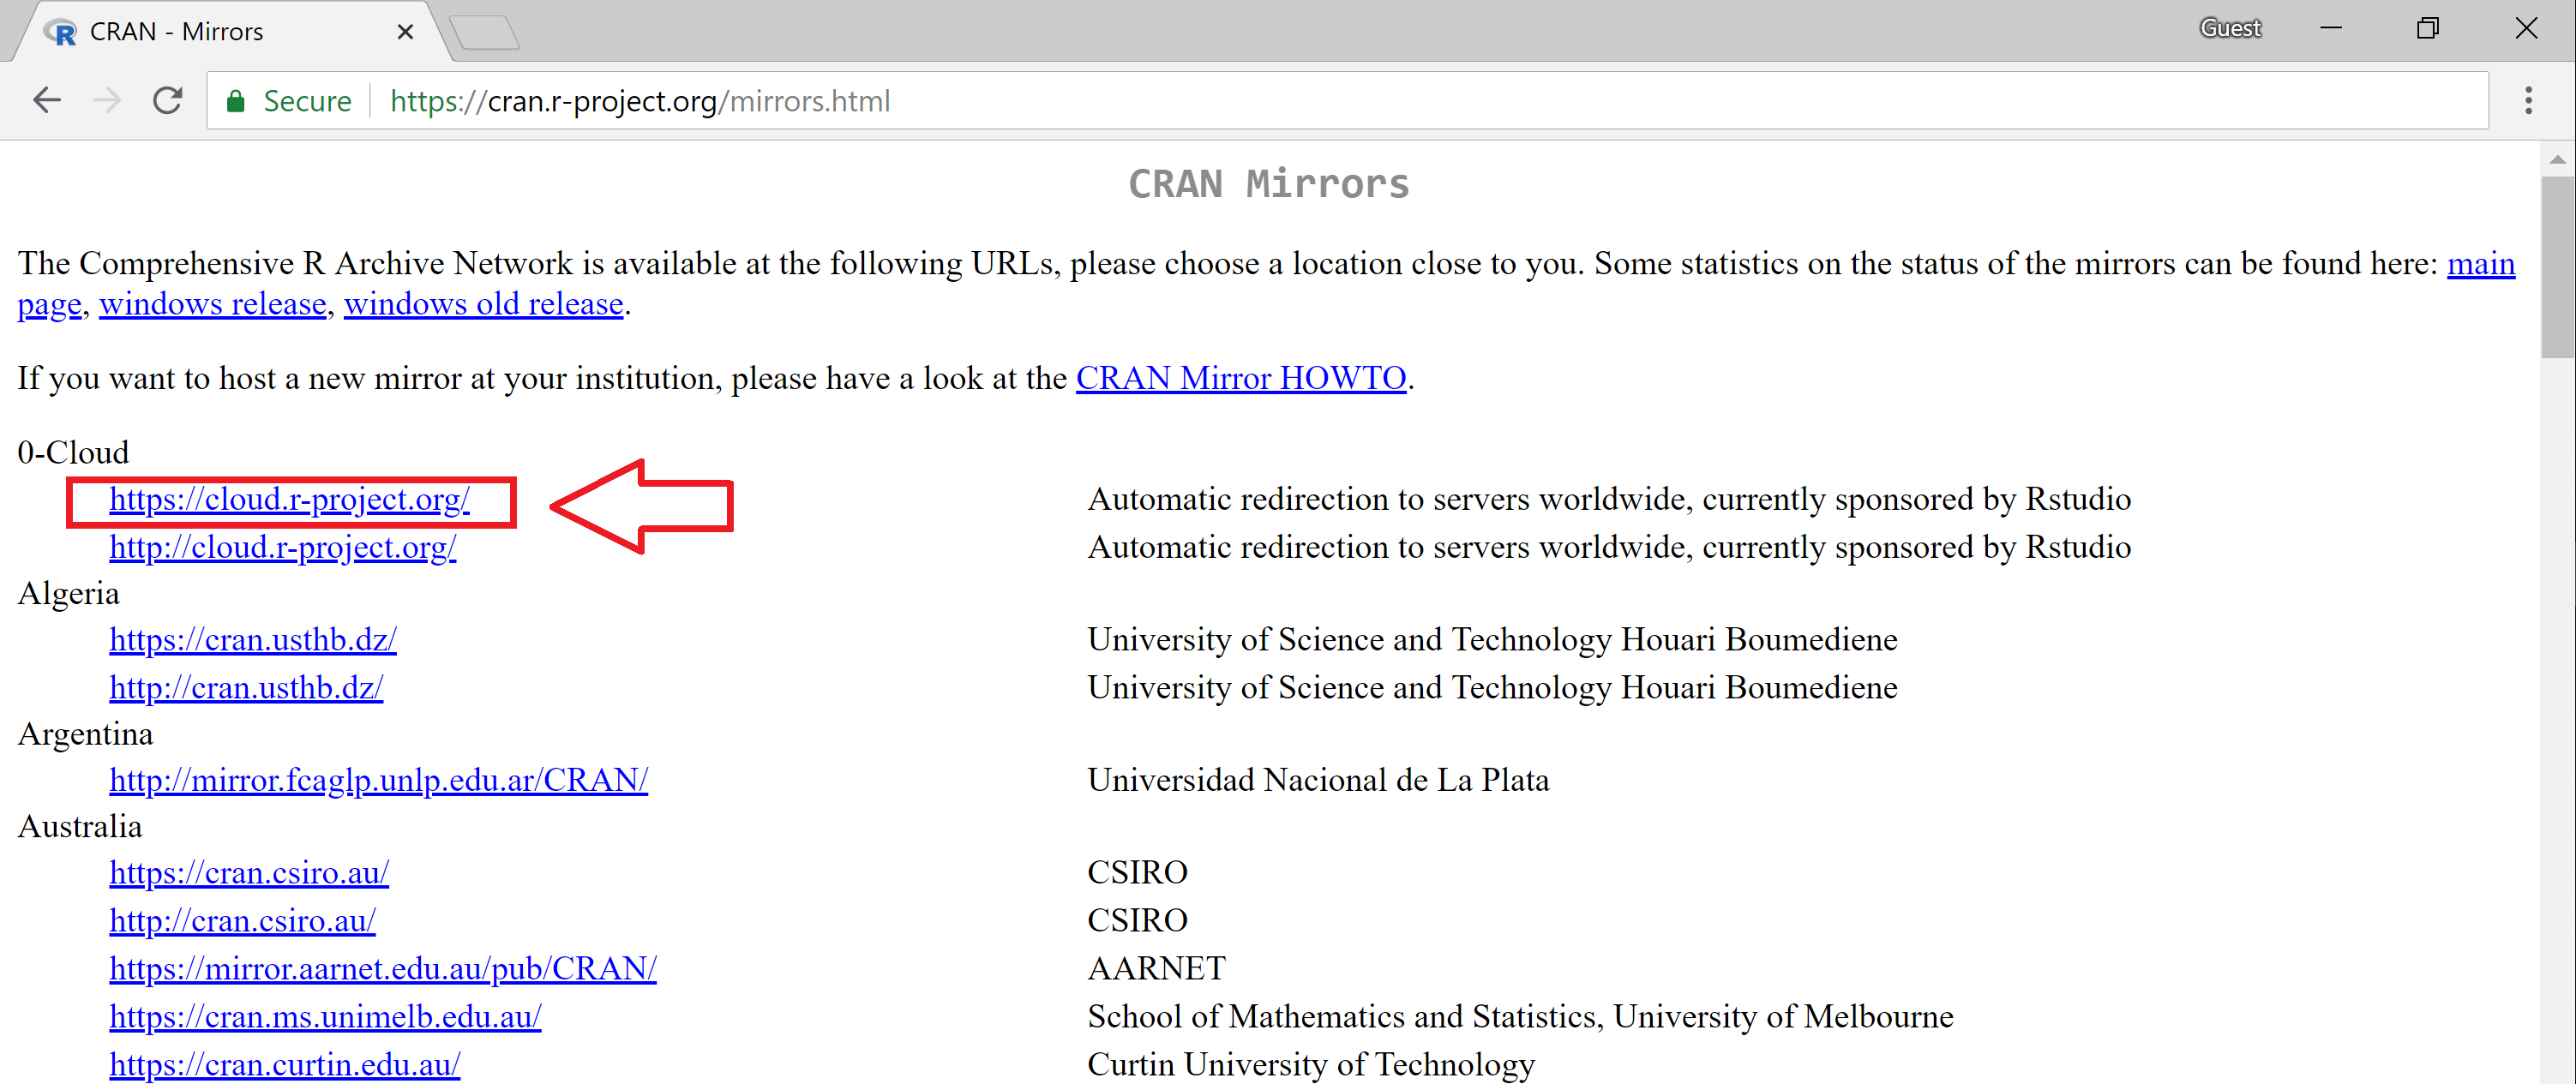 CRAN - Mirrors
Guest
Secure https://cran.r-project.org/mirrors.html
CRAN Mirrors
The Comprehensive R Archive Network is available at the following URLs, please choose a location close to you. Some statistics on the status of the mirrors can be found here: main
page, windows release, windows old release.
If you want to host a new mirror at your institution, please have a look at the CRAN Mirror HOWTO.
0-Cloud
https://cloud.r-project.org/ Automatic redirection to servers worldwide, currently sponsored by Rstudio
http://cloud.r-project.org/ Automatic redirection to servers worldwide, currently sponsored by Rstudio
Algeria
https://cran.usthb.dz/ University of Science and Technology Houari Boumediene
http://cran.usthb.dz/ University of Science and Technology Houari Boumediene
Argentina
http://mirror.fcaglp.unlp.edu.ar/CRAN/ Universidad Nacional de La Plata
Australia
https://cran.csiro.au/ CSIRO
http://cran.csiro.au/ CSIRO
https://mirror.aarnet.edu.au/pub/CRAN/ AARNET
https://cran.ms.unimelb.edu.au/ School of Mathematics and Statistics, University of Melbourne
https://cran.curtin.edu.au/ Curtin University of Technology